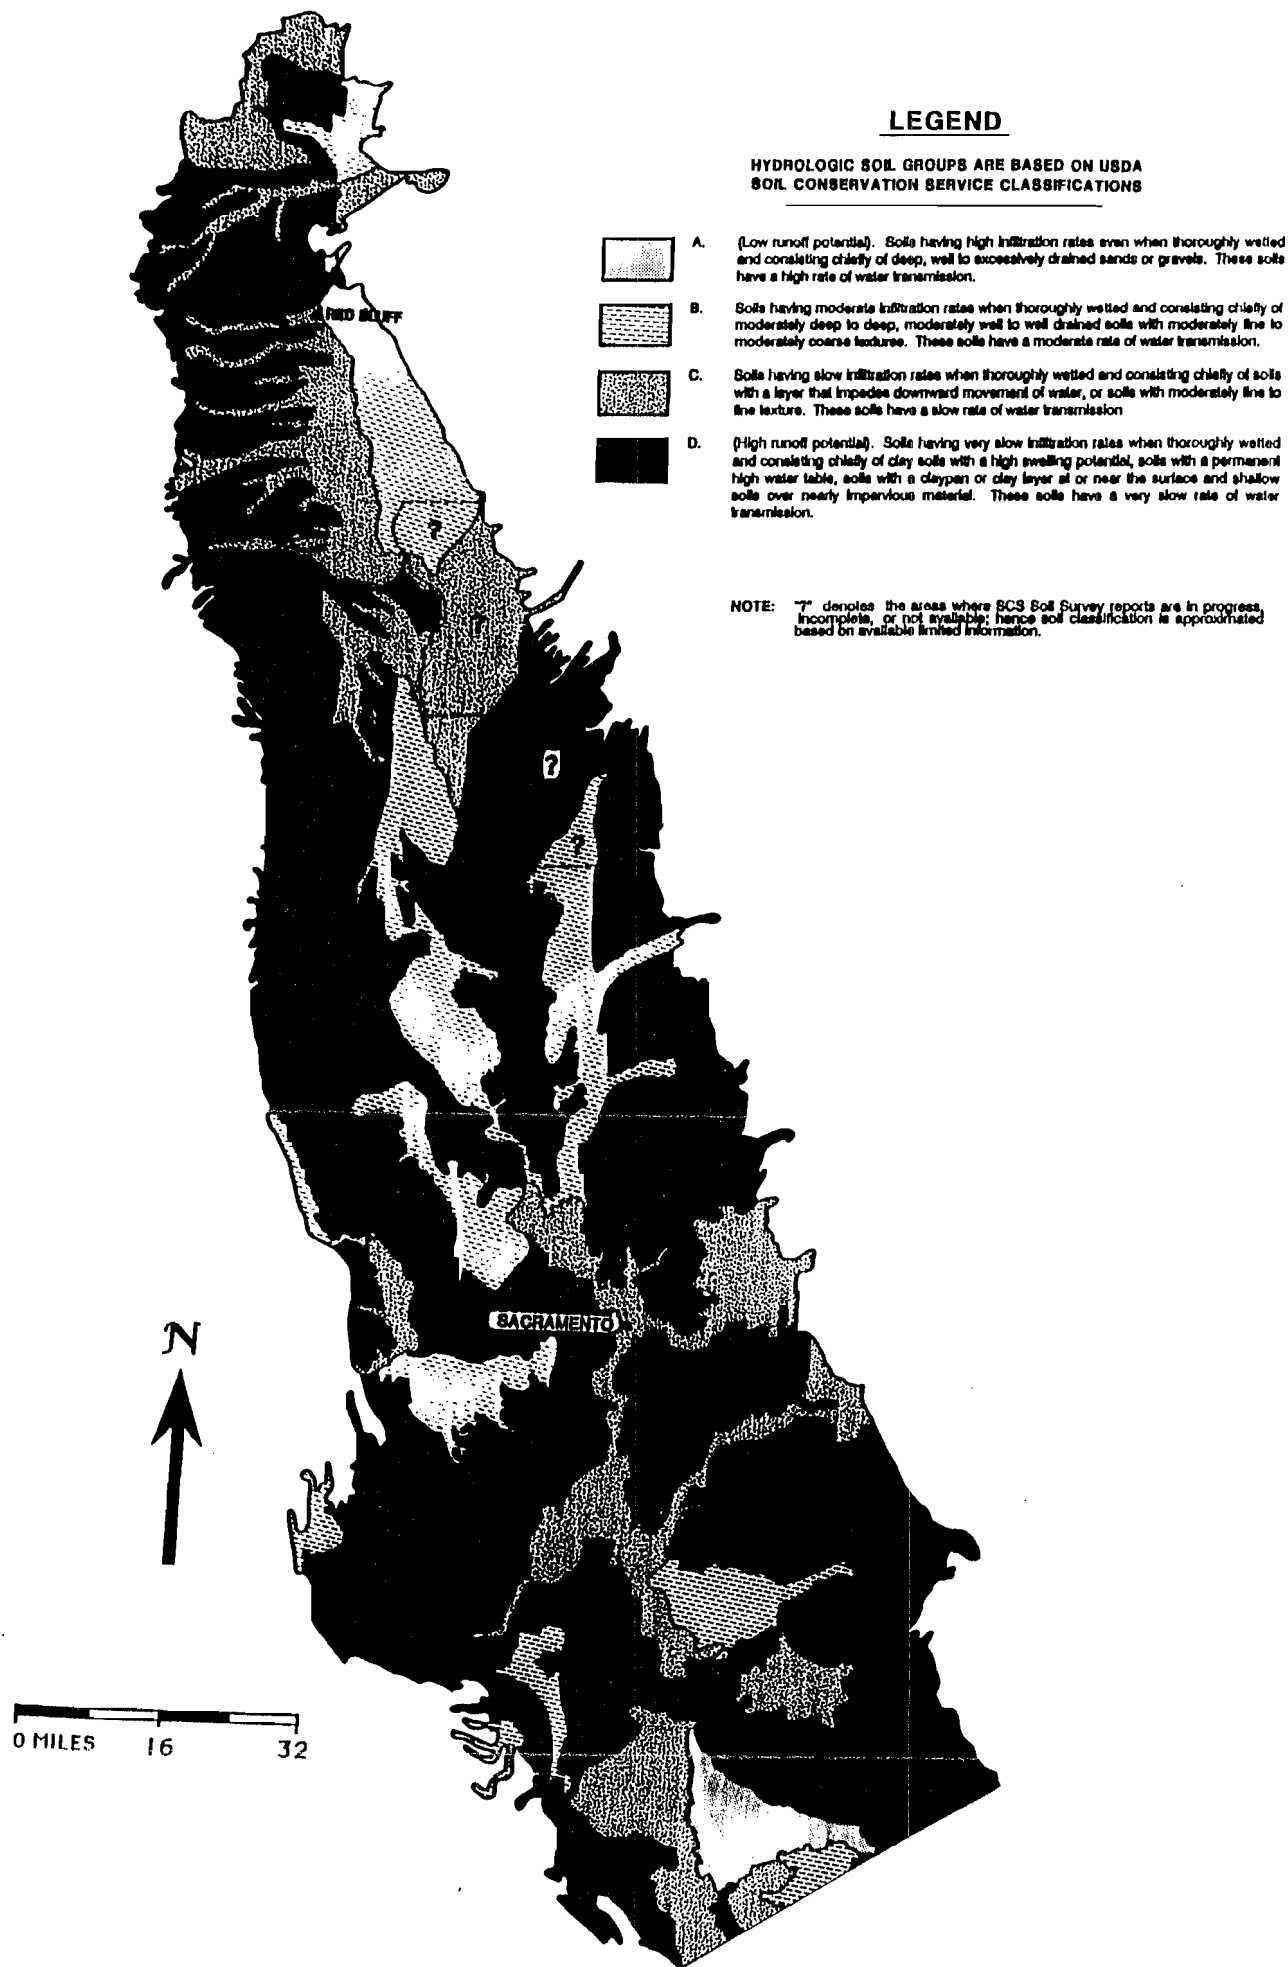 LEGEND
HYDROLOGIC SOIL GROUPS ARE BASED ON USDA
SOIL CONSERVATION SERVICE CLASSIFICATIONS
A. (Low runoff potential). Soils having high infiltration rates even when thoroughly wetted
and consisting chiefly of deep, well to excessively drained sands or gravels. These soils
have a high rate of water transmission.
B. Soils having moderate infiltration rates when thoroughly wetted and consisting chiefly of
moderately deep to deep, moderately well to well drained soils with moderately fine to
moderately coarse textures. These soils have a moderate rate of water transmission.
C. Soils having slow infiltration rates when thoroughly wetted and consisting chiefly of soils
with a layer that impedes downward movement of water, or soils with moderately fine to
fine texture. These soils have a slow rate of water transmission
D. (High runoff potential). Soils having very slow infiltration rates when thoroughly wetted
and consisting chiefly of clay soils with a high swelling potential, soils with a permanent
high water table, soils with a claypan or clay layer at or near the surface and shallow
soils over nearly impervious material. These soils have a very slow rate of water
transmission.
NOTE: "?" denotes the areas where SCS Soil Survey reports are in progress,
incomplete, or not available; hence soil classification is approximated
based on available limited information.
RED BLUFF
?
?
?
?
SACRAMENTO
N
0 MILES 16 32